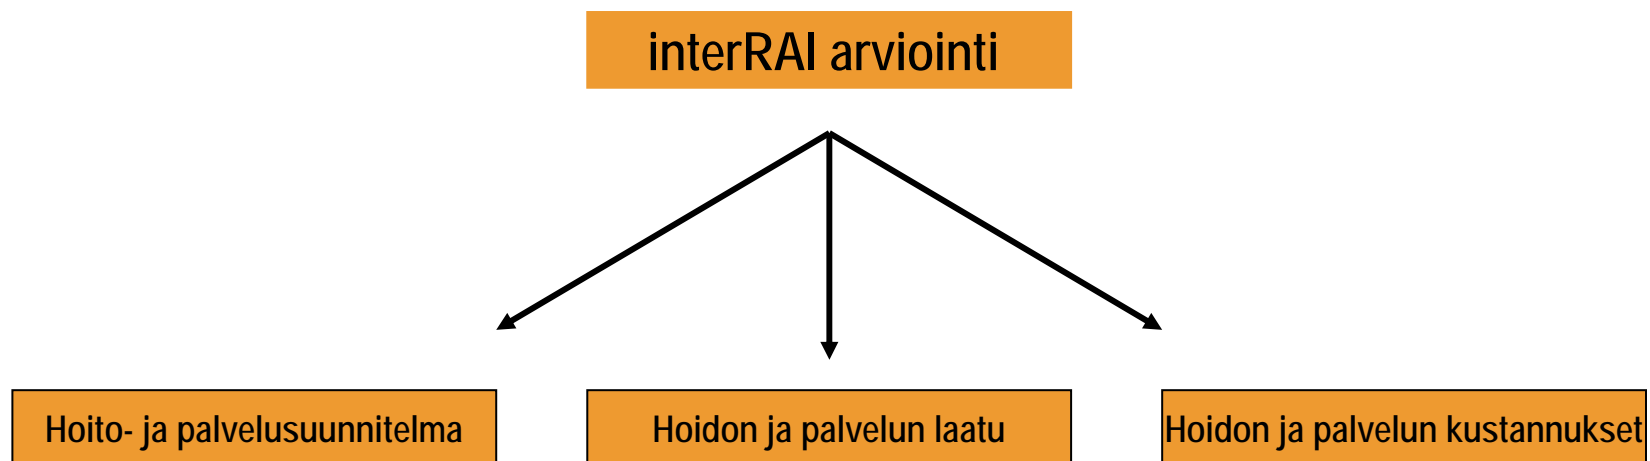 interRAI arviointi
Hoito- ja palvelusuunnitelma
Hoidon ja palvelun laatu
Hoidon ja palvelun kustannukset